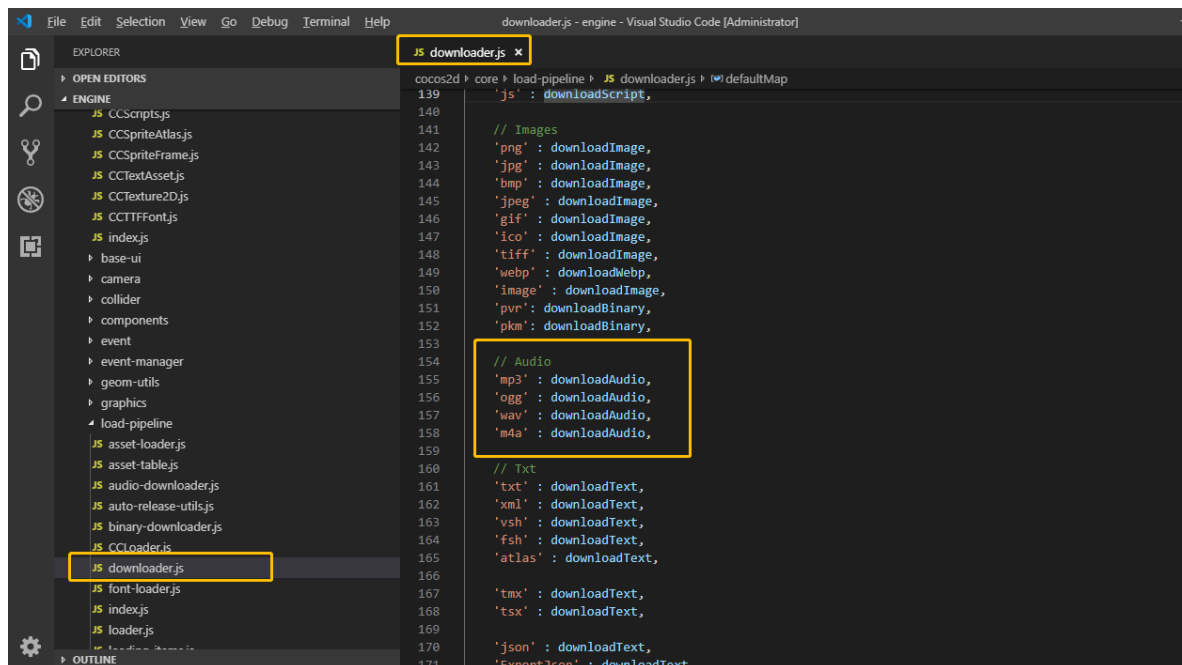 File Edit Selection View Go Debug Terminal Help
downloader.js - engine - Visual Studio Code [Administrator]
EXPLORER
OPEN EDITORS
ENGINE
JS CCScripts.js
JS CCSpriteAtlas.js
JS CCSpriteFrame.js
JS CCTextAsset.js
JS CCTexture2D.js
JS CCTTFFont.js
JS index.js
base-ui
camera
collider
components
event
event-manager
geom-utils
graphics
load-pipeline
JS asset-loader.js
JS asset-table.js
JS audio-downloader.js
JS auto-release-utils.js
JS binary-downloader.js
JS CCLoader.js
JS downloader.js
JS font-loader.js
JS index.js
JS loader.js
JS loading-items.js
OUTLINE
JS downloader.js ×
cocos2d core load-pipeline JS downloader.js defaultMap
139 'js' : downloadScript,
140
141 // Images
142 'png' : downloadImage,
143 'jpg' : downloadImage,
144 'bmp' : downloadImage,
145 'jpeg' : downloadImage,
146 'gif' : downloadImage,
147 'ico' : downloadImage,
148 'tiff' : downloadImage,
149 'webp' : downloadWebp,
150 'image' : downloadImage,
151 'pvr': downloadBinary,
152 'pkm': downloadBinary,
153
154 // Audio
155 'mp3' : downloadAudio,
156 'ogg' : downloadAudio,
157 'wav' : downloadAudio,
158 'm4a' : downloadAudio,
159
160 // Txt
161 'txt' : downloadText,
162 'xml' : downloadText,
163 'vsh' : downloadText,
164 'fsh' : downloadText,
165 'atlas' : downloadText,
166
167 'tmx' : downloadText,
168 'tsx' : downloadText,
169
170 'json' : downloadText,
171 'ExportJson' : downloadText